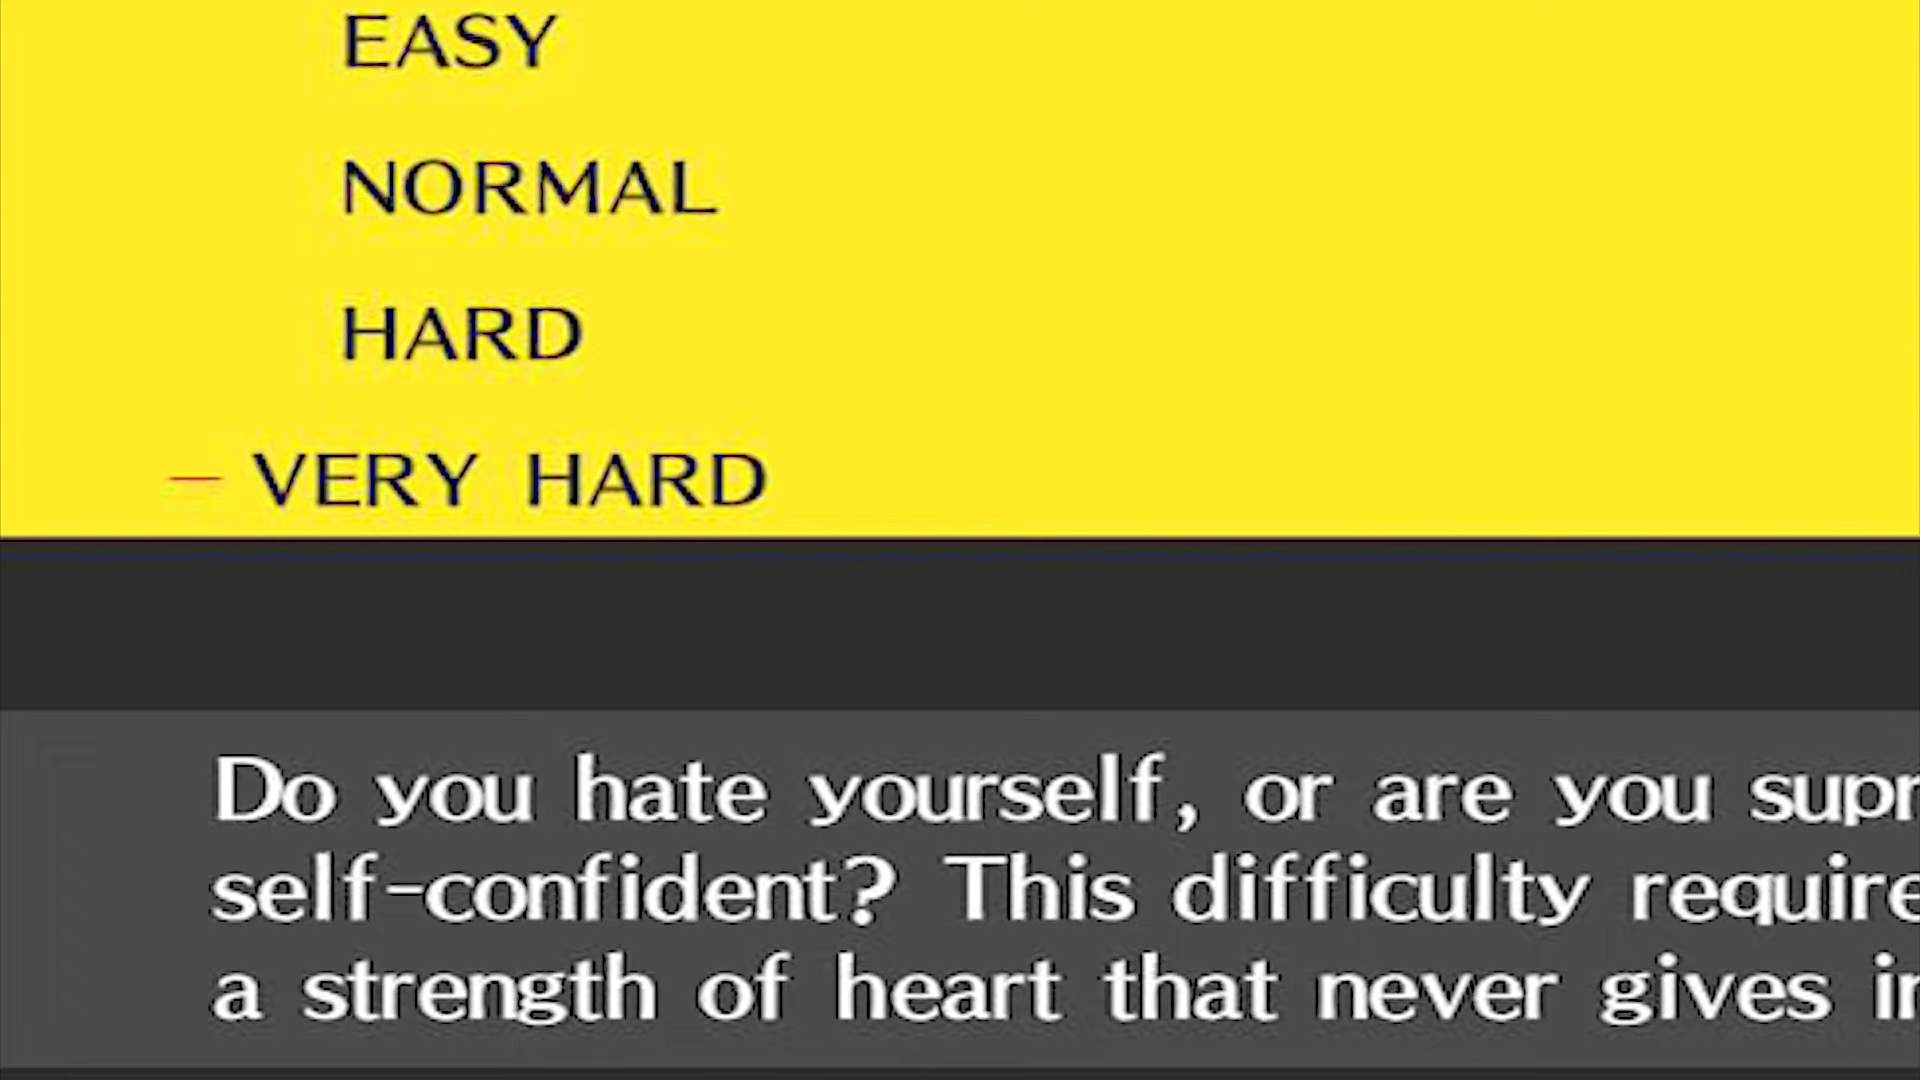 EASY
NORMAL
HARD
— VERY HARD
Do you hate yourself, or are you
self-confident? This difficulty
a strength of heart that never gives